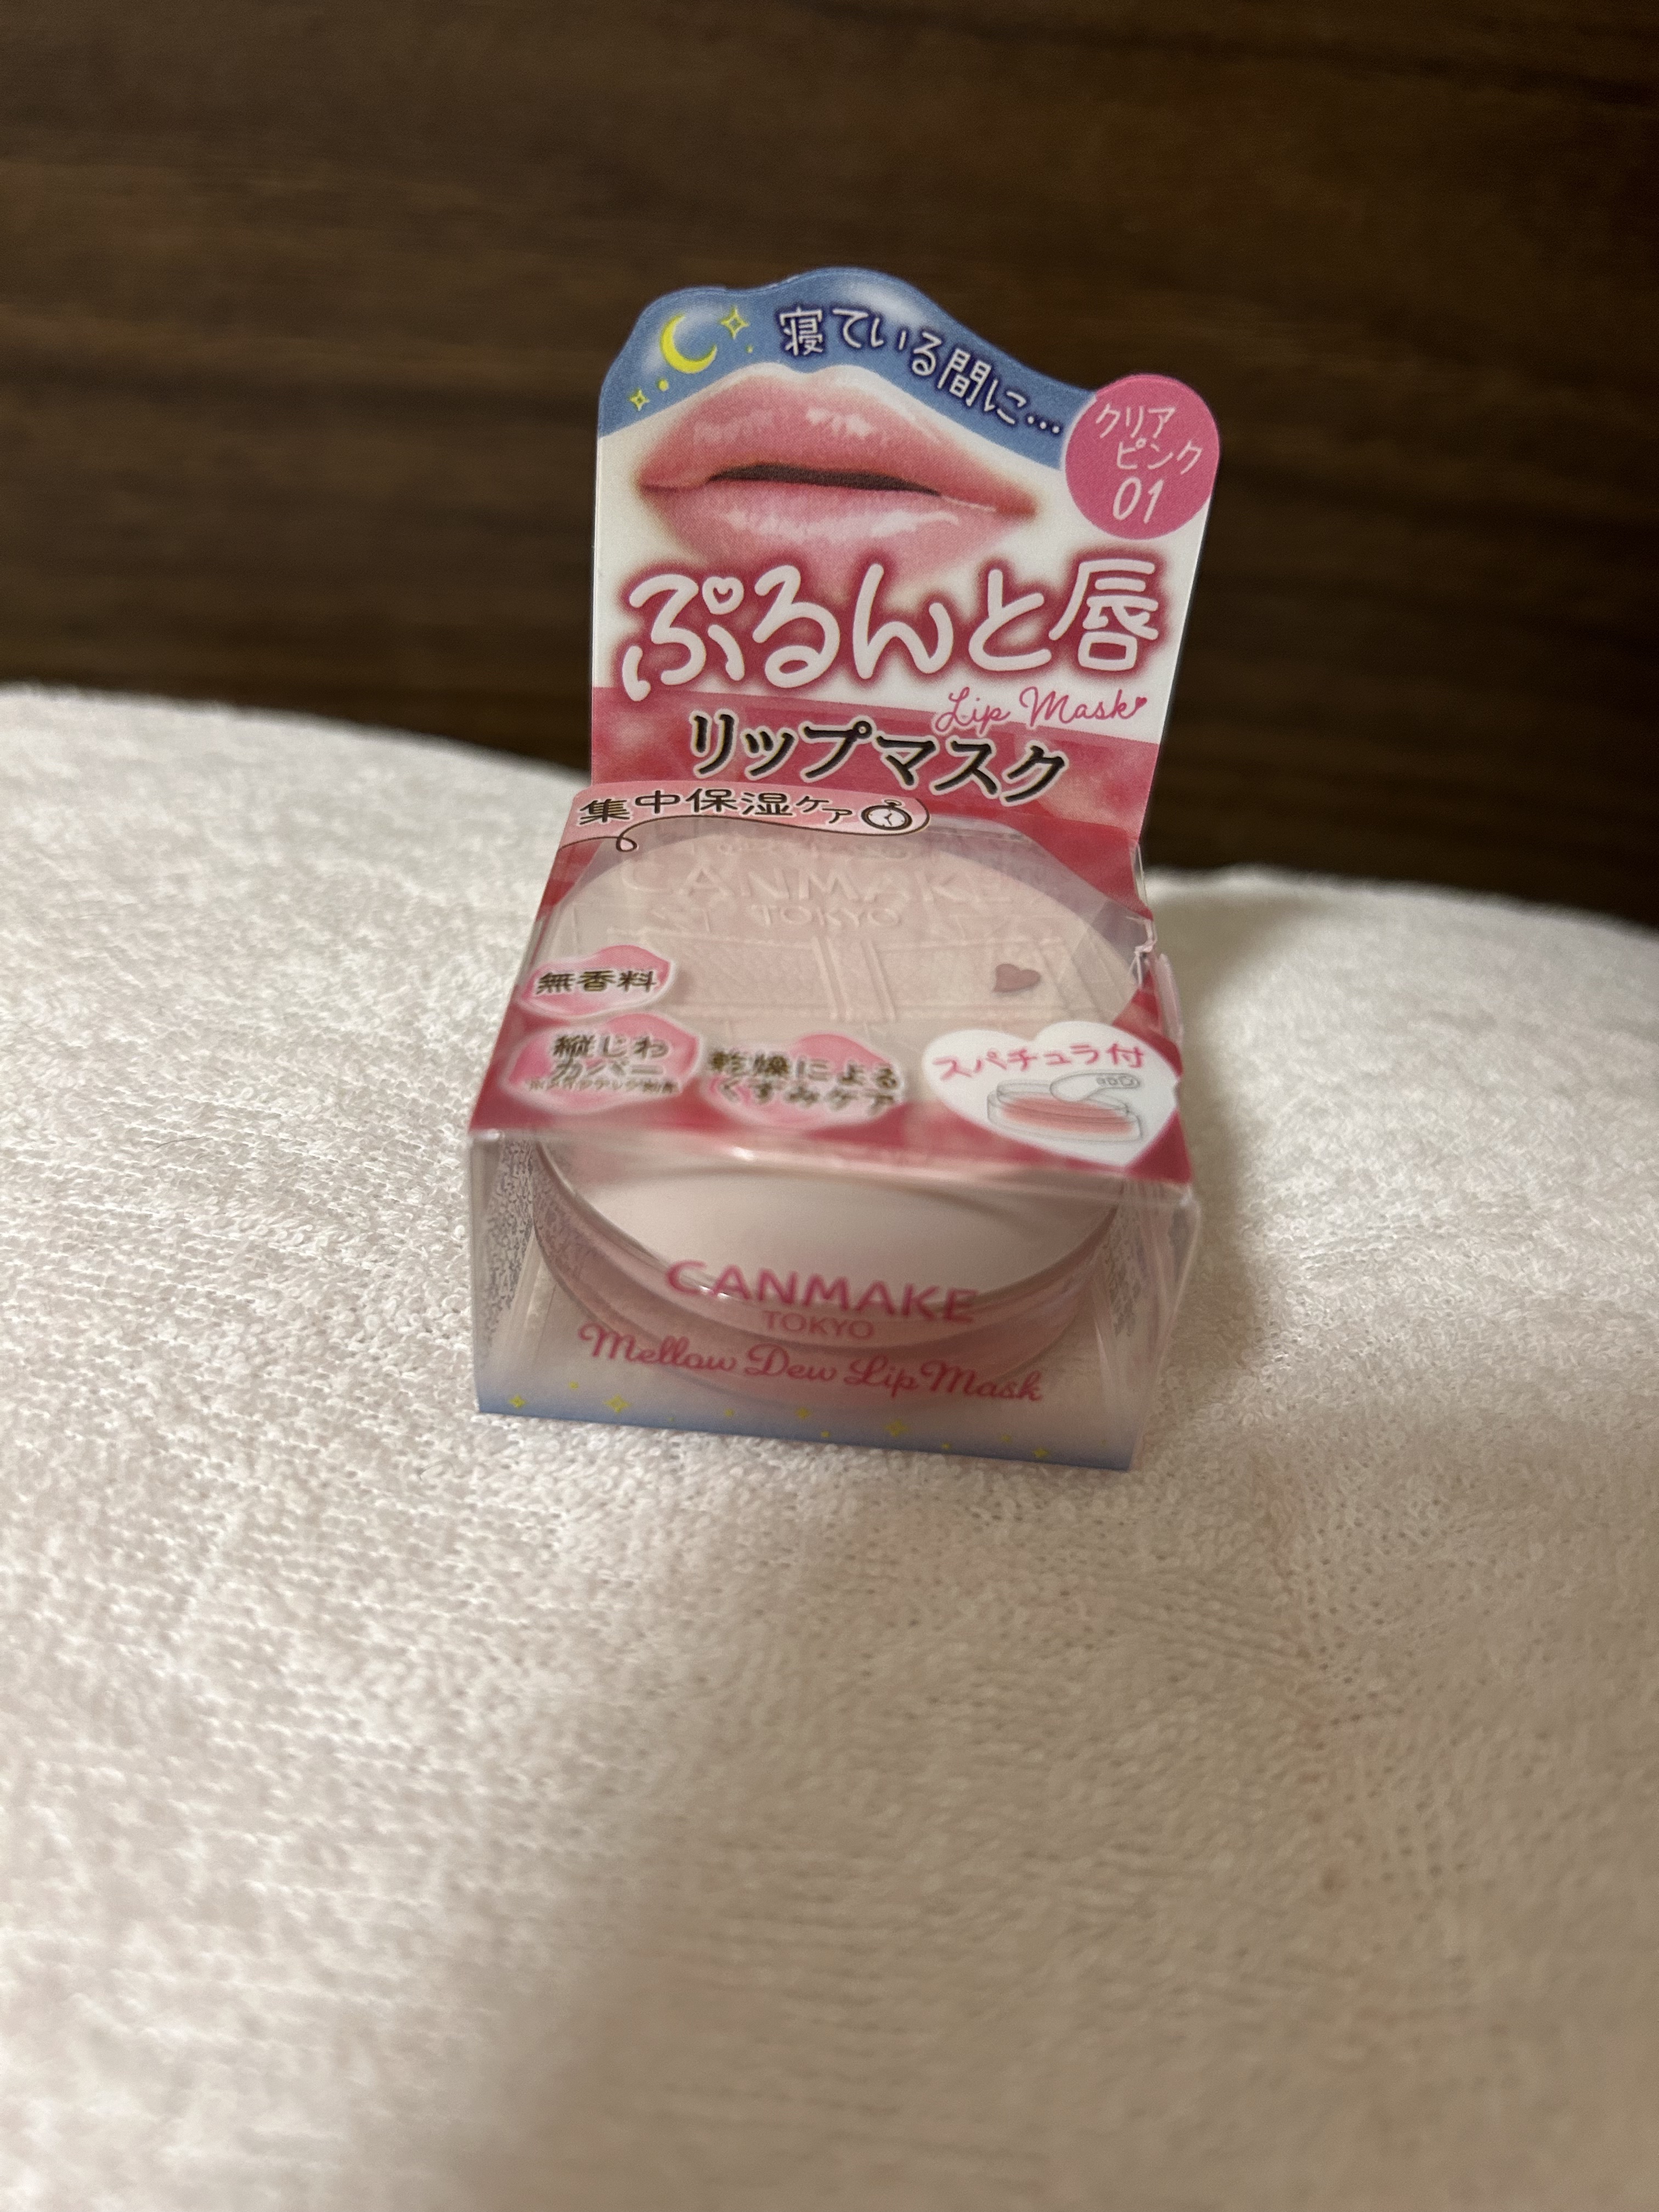 寝ている間に…
クリア
ピンク
01
ぷるんと唇
Lip Mask
リップマスク
集中保湿ケア
CANMAKE
TOKYO
無香料
縦じわ
カバー
乾燥による
くすみケア
スパチュラ付
CANMAKE
TOKYO
Mellow Dew Lip Mask